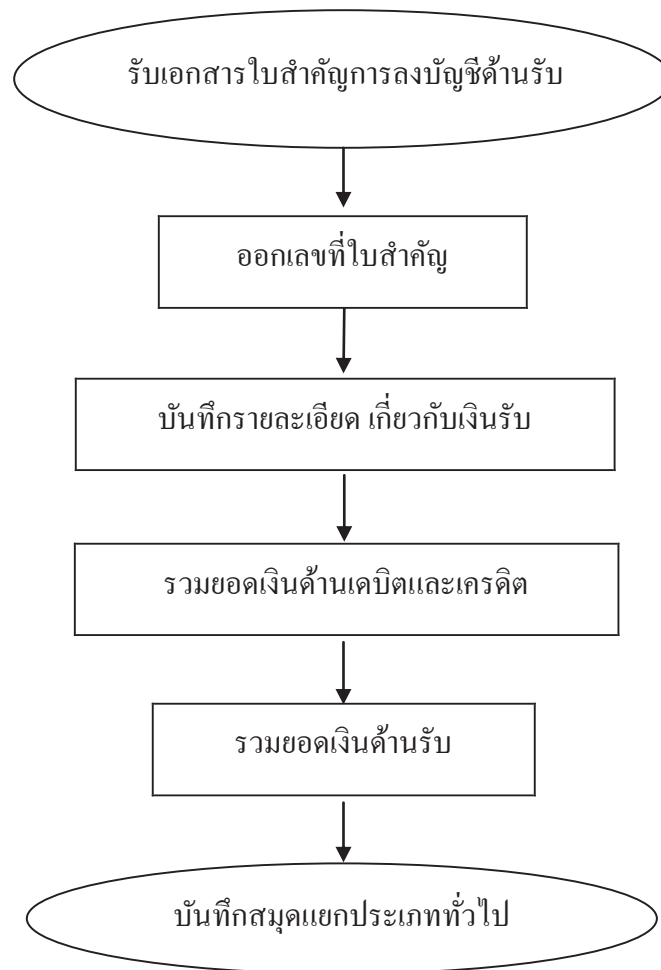 รับเอกสารใบสำคัญการลงบัญชีด้านรับ
ออกเลขที่ใบสำคัญ
บันทึกรายละเอียด เกี่ยวกับเงินรับ
รวมยอดเงินด้านเดบิตและเครดิต
รวมยอดเงินด้านรับ
บันทึกสมุดแยกประเภททั่วไป